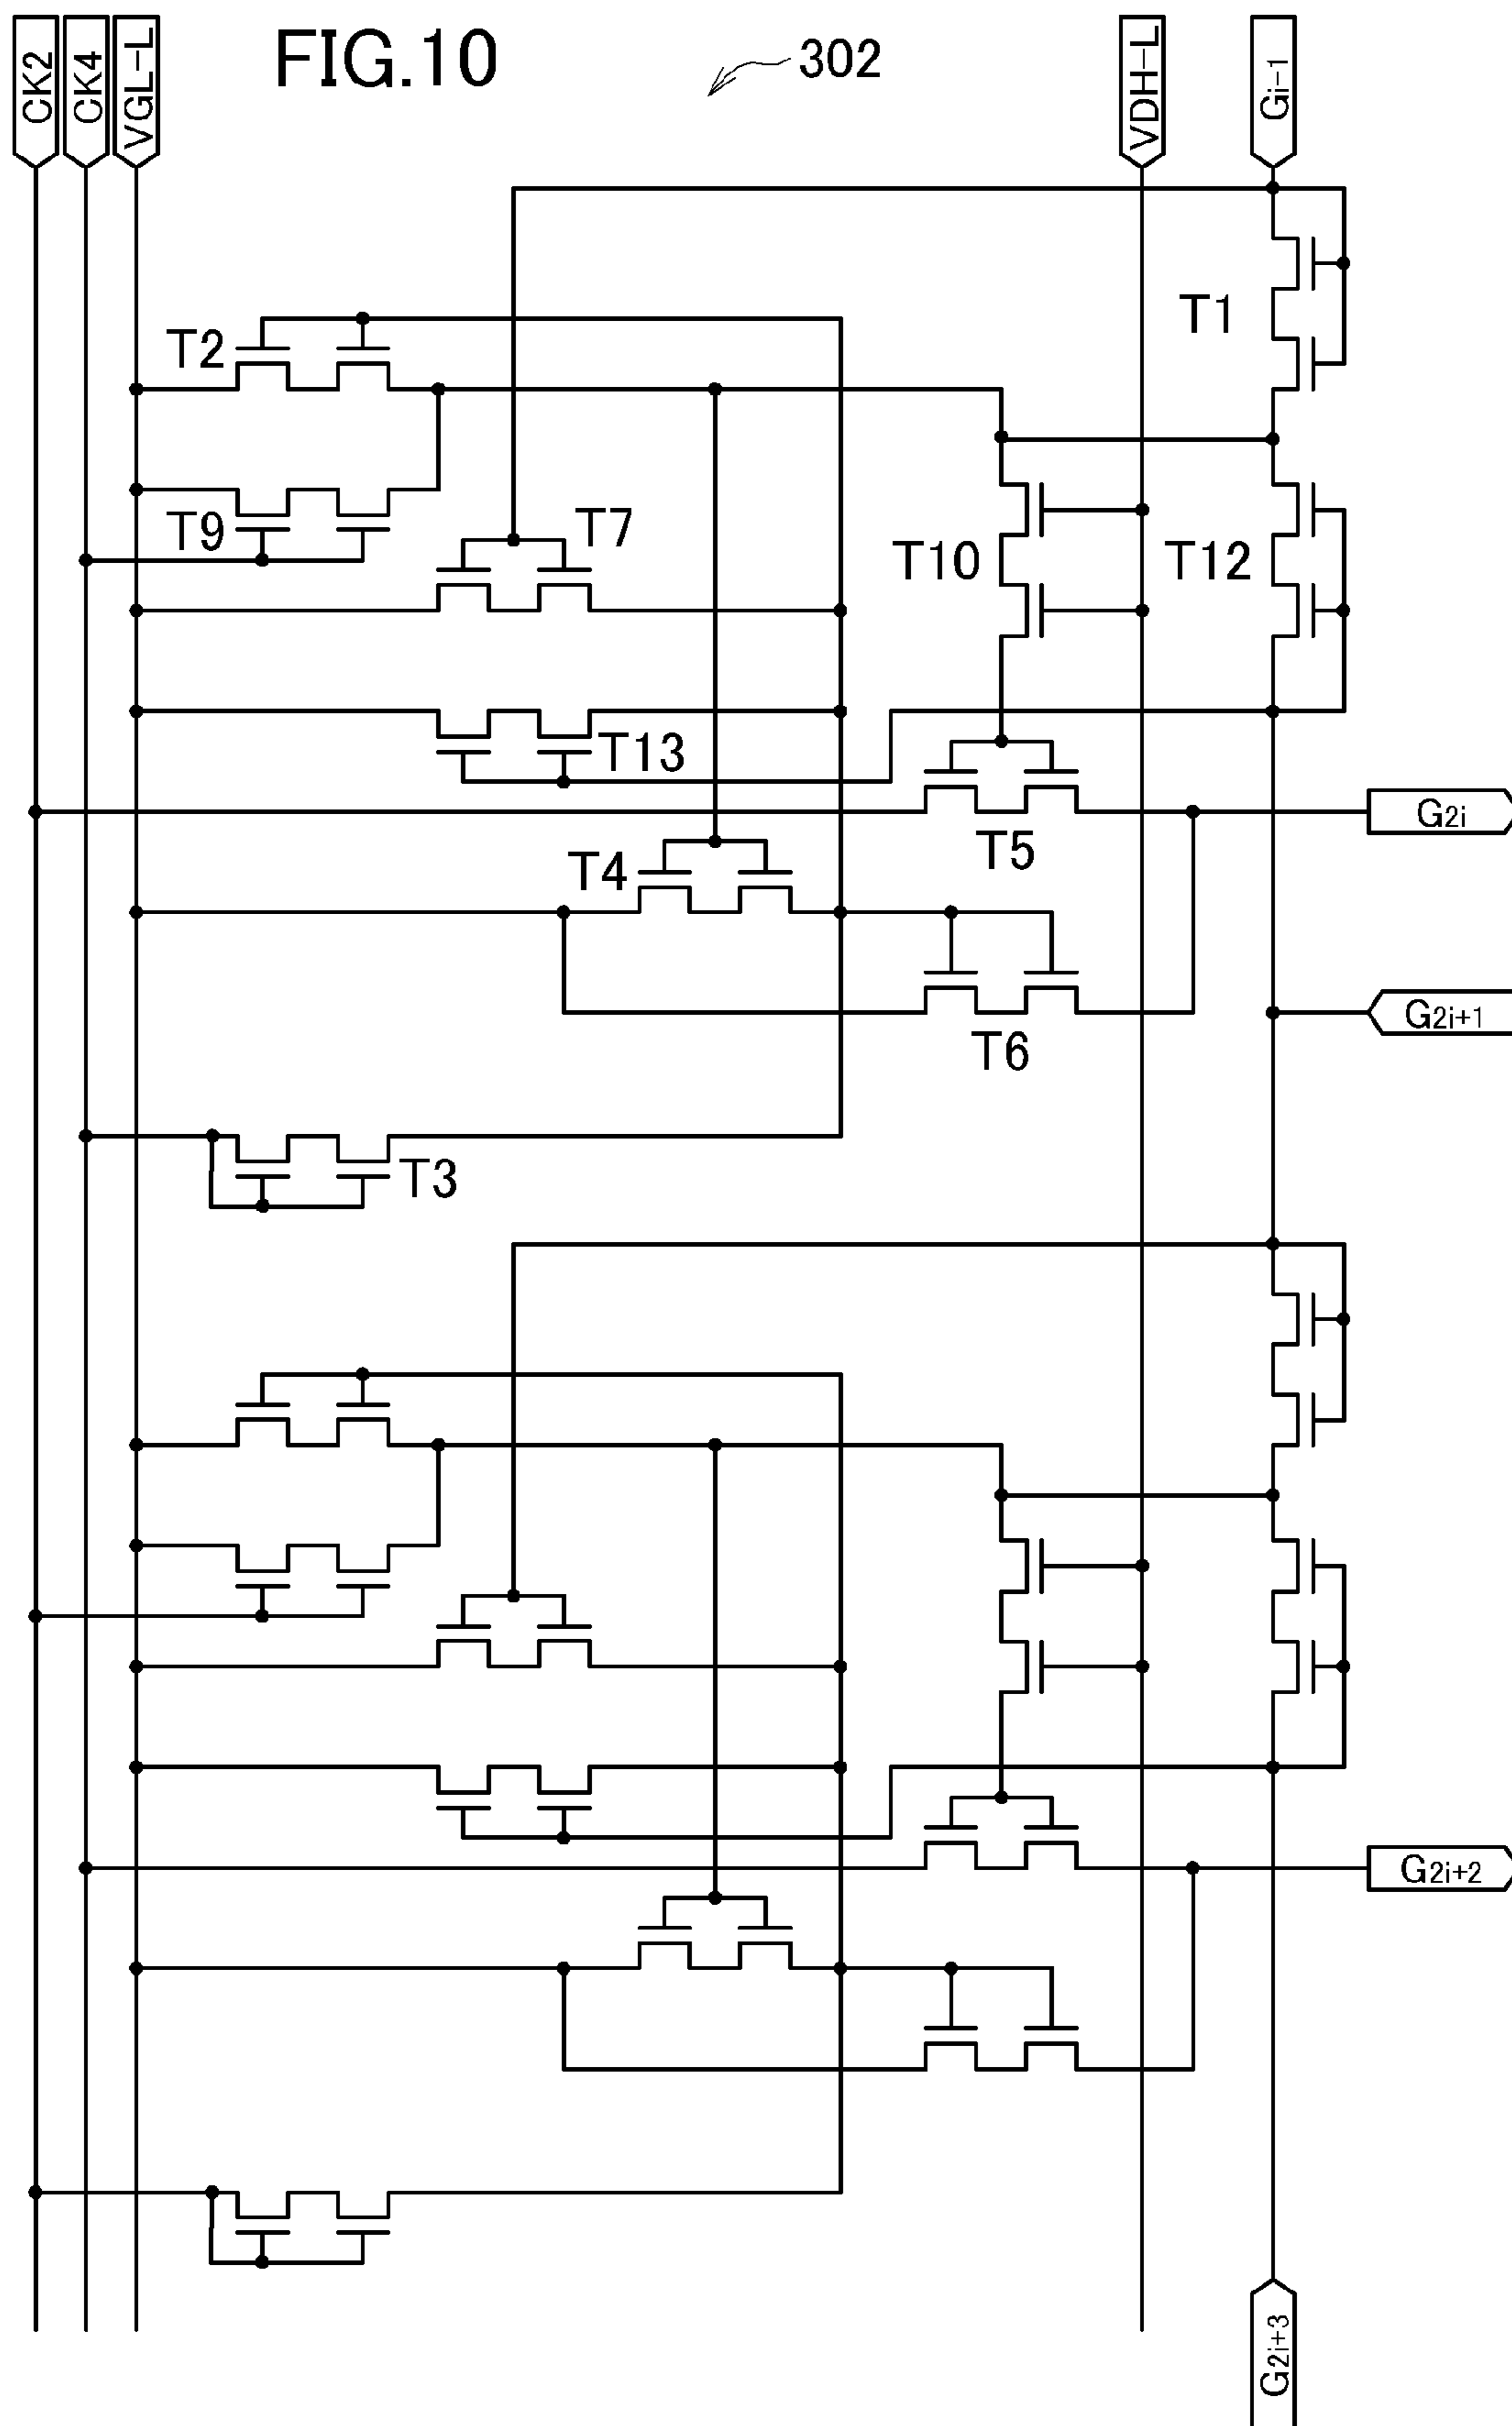 CK2
CK4
VGL-L
FIG.10
302
VDH-L
Gi-1
T1
T2
T9
T7
T10
T12
T13
G2i
T5
T4
G2i+1
T6
T3
G2i+2
G2i+3